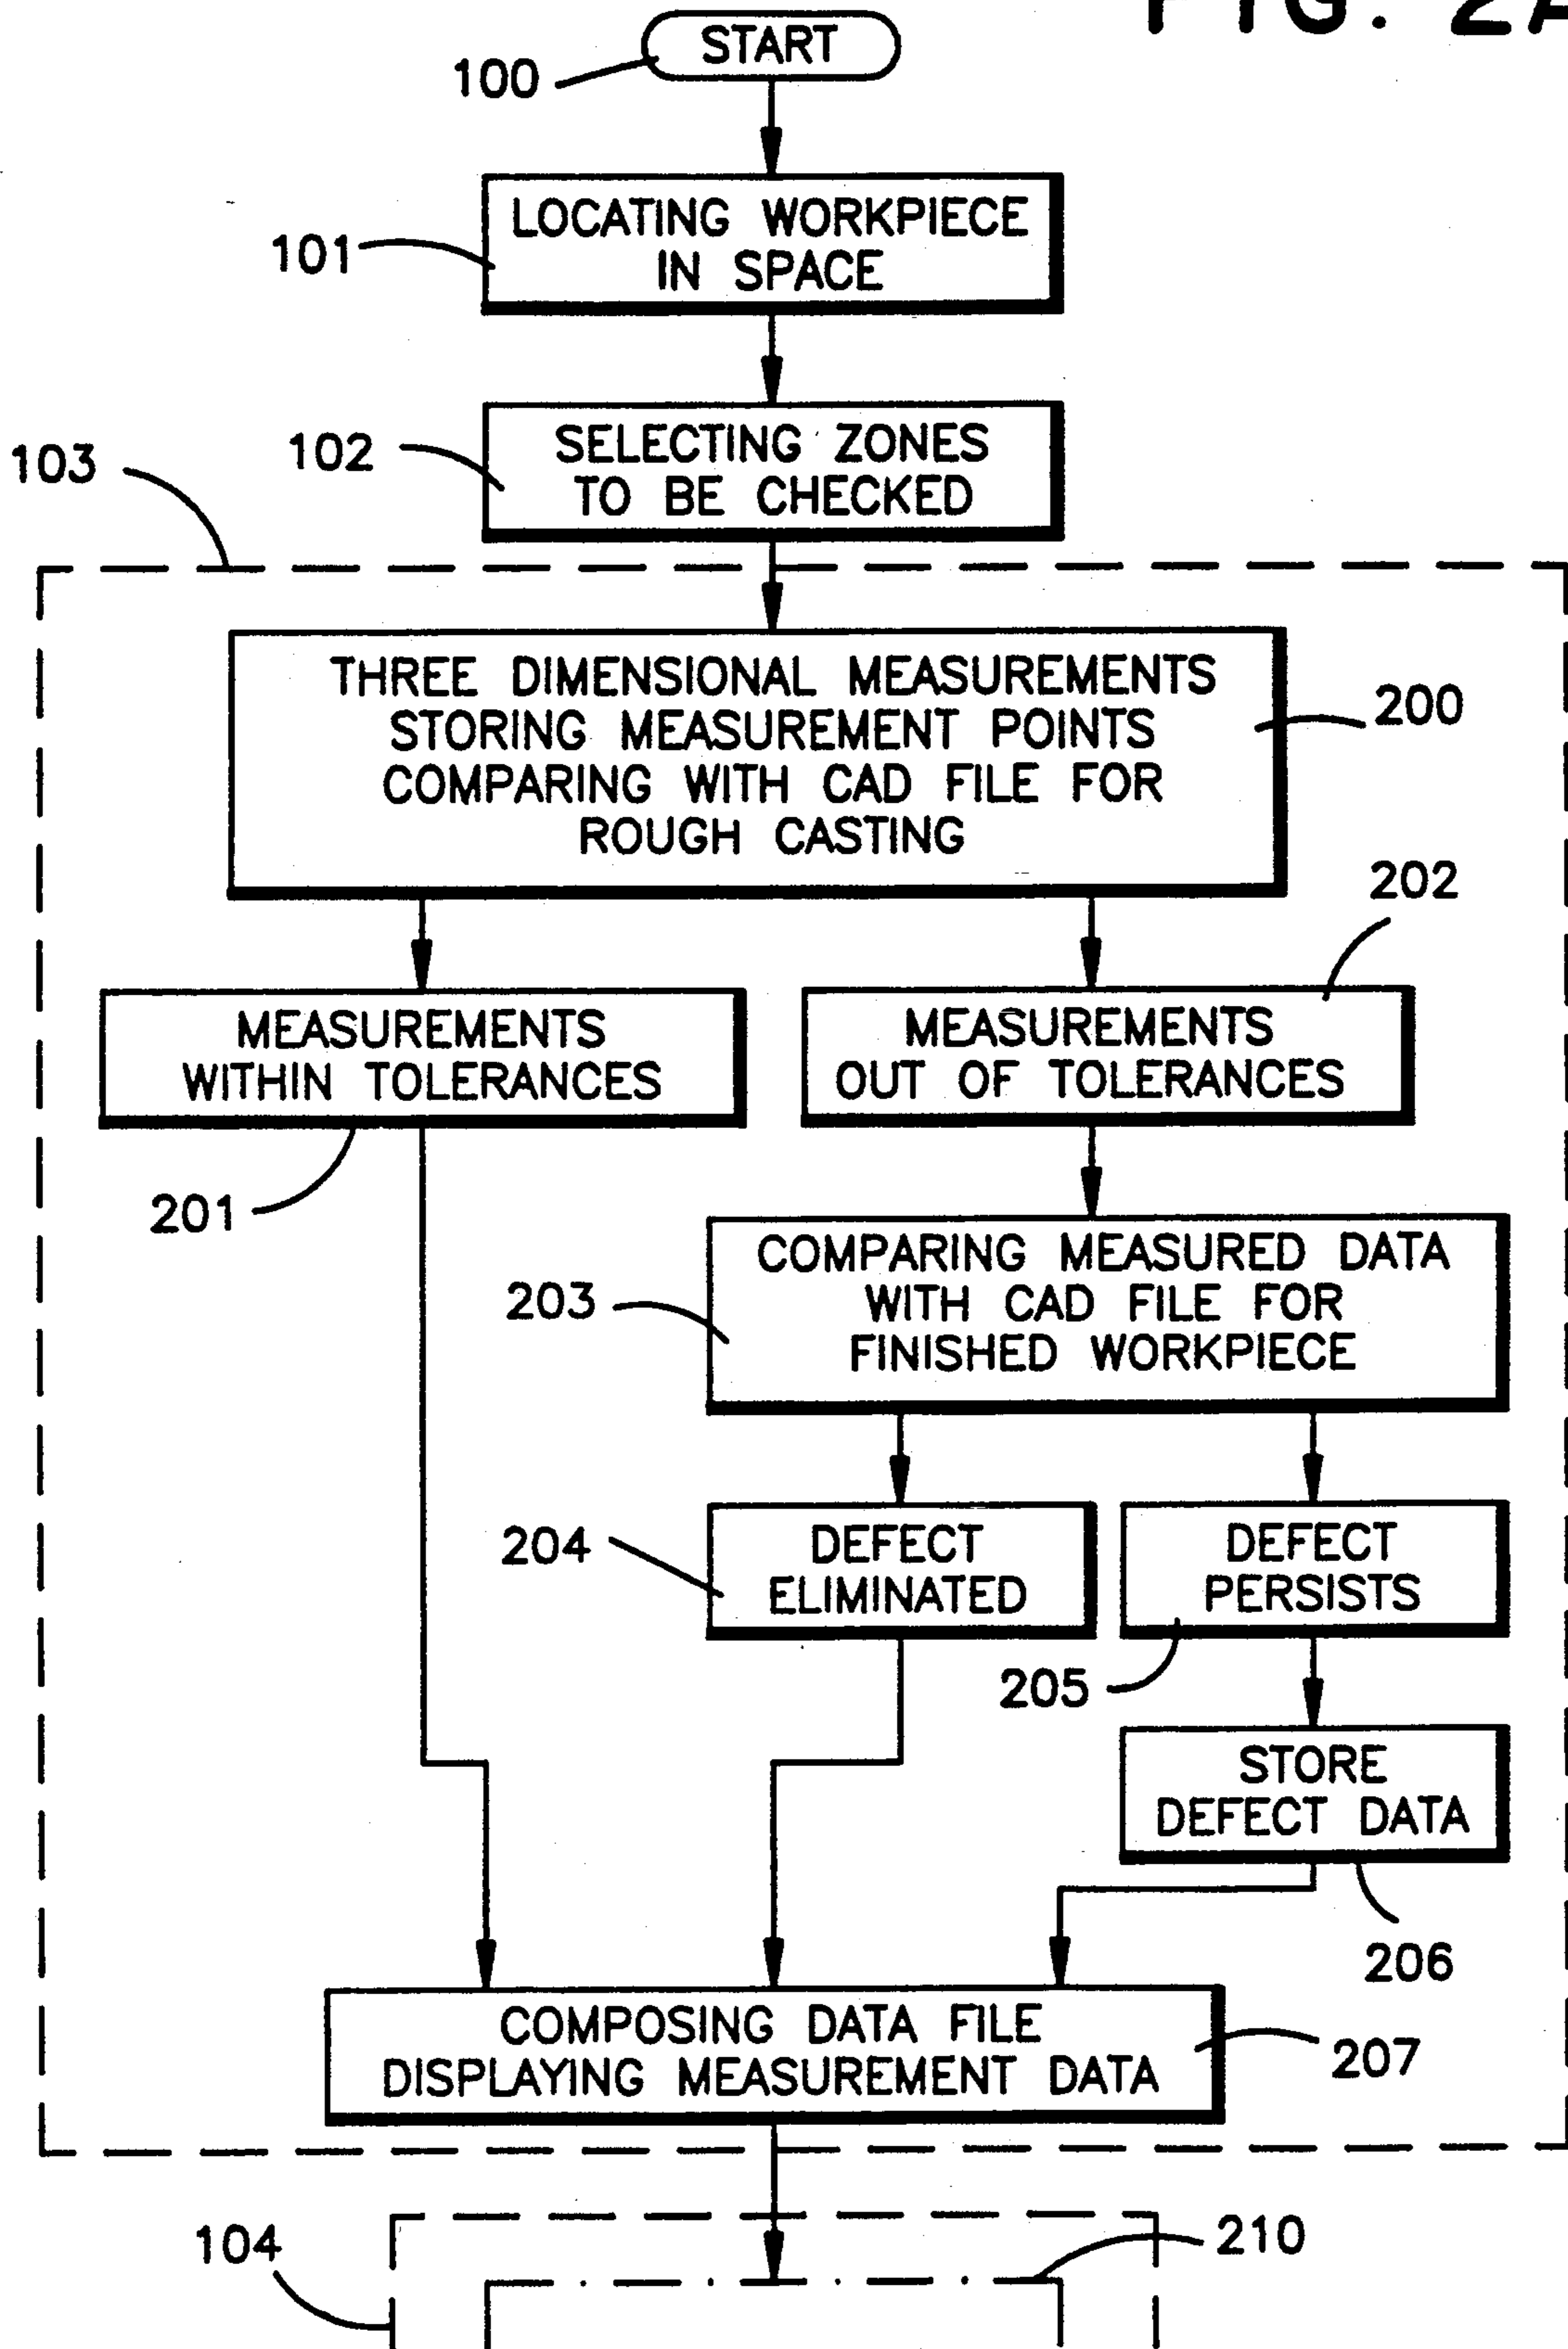 FIG. 2A
START
100
LOCATING WORKPIECE
IN SPACE
101
SELECTING ZONES
TO BE CHECKED
102
103
THREE DIMENSIONAL MEASUREMENTS
STORING MEASUREMENT POINTS
COMPARING WITH CAD FILE FOR
ROUGH CASTING
200
202
MEASUREMENTS
WITHIN TOLERANCES
MEASUREMENTS
OUT OF TOLERANCES
201
COMPARING MEASURED DATA
WITH CAD FILE FOR
FINISHED WORKPIECE
203
204
DEFECT
ELIMINATED
DEFECT
PERSISTS
205
STORE
DEFECT DATA
206
COMPOSING DATA FILE
DISPLAYING MEASUREMENT DATA
207
104
210